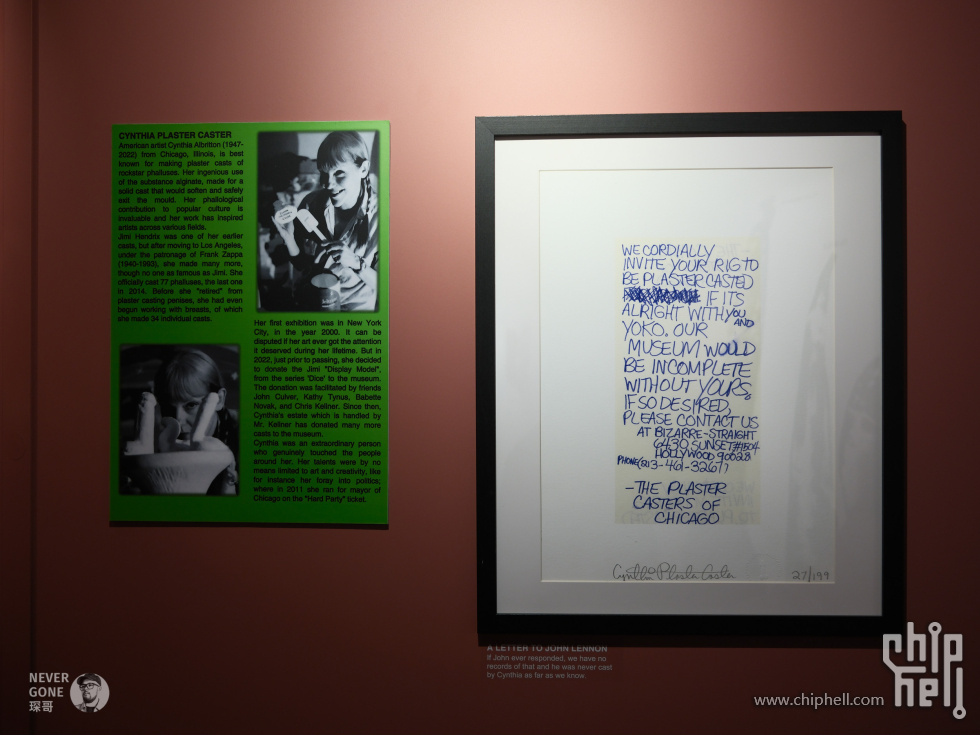 CYNTHIA PLASTER CASTER
American artist Cynthia Albritton (1947-
2022) from Chicago, Illinois, is best
known for making plaster casts of
rockstar phalluses. Her ingenious use
of the substance alginate, made for a
solid cast that would soften and safely
exit the mould. Her phallological
contribution to popular culture is
invaluable and her work has inspired
artists across various fields.
Jimi Hendrix was one of her earlier
casts, but after moving to Los Angeles,
under the patronage of Frank Zappa
(1940-1993), she made many more,
though no one as famous as Jimi. She
officially cast 77 phalluses, the last one
in 2014. Before she "retired" from
plaster casting penises, she had even
begun working with breasts, of which
she made 34 individual casts.
Her first exhibition was in New York
City, in the year 2000. It can be
disputed if her art ever got the attention
it deserved during her lifetime. But in
2022, just prior to passing, she decided
to donate the Jimi "Display Model",
from the series 'Dice' to the museum.
The donation was facilitated by friends
John Culver, Kathy Tynus, Babette
Novak, and Chris Kellner. Since then,
Cynthia's estate which is handled by
Mr. Kellner has donated many more
casts to the museum.
Cynthia was an extraordinary person
who genuinely touched the people
around her. Her talents were by no
means limited to art and creativity, like
for instance her foray into politics;
where in 2011 she ran for mayor of
Chicago on the "Hard Party" ticket.
WE CORDIALLY
INVITE YOUR RIG TO
BE PLASTER CASTED
IF ITS
ALRIGHT WITH YOU AND
YOKO. OUR
MUSEUM WOULD
BE INCOMPLETE
WITHOUT YOURS.
IF SO DESIRED,
PLEASE CONTACT US
AT BIZARRE-STRAIGHT
6430 SUNSET #1504
HOLLYWOOD 90028
PHONE (213-461-3267)
-THE PLASTER
CASTERS OF
CHICAGO
Cynthia Plaster Caster 27/199
A LETTER TO JOHN LENNON
If John ever responded, we have no
records of that and he was never cast
by Cynthia as far as we know.
NEVER
GONE
琛哥
www.chiphell.com
chip
hell